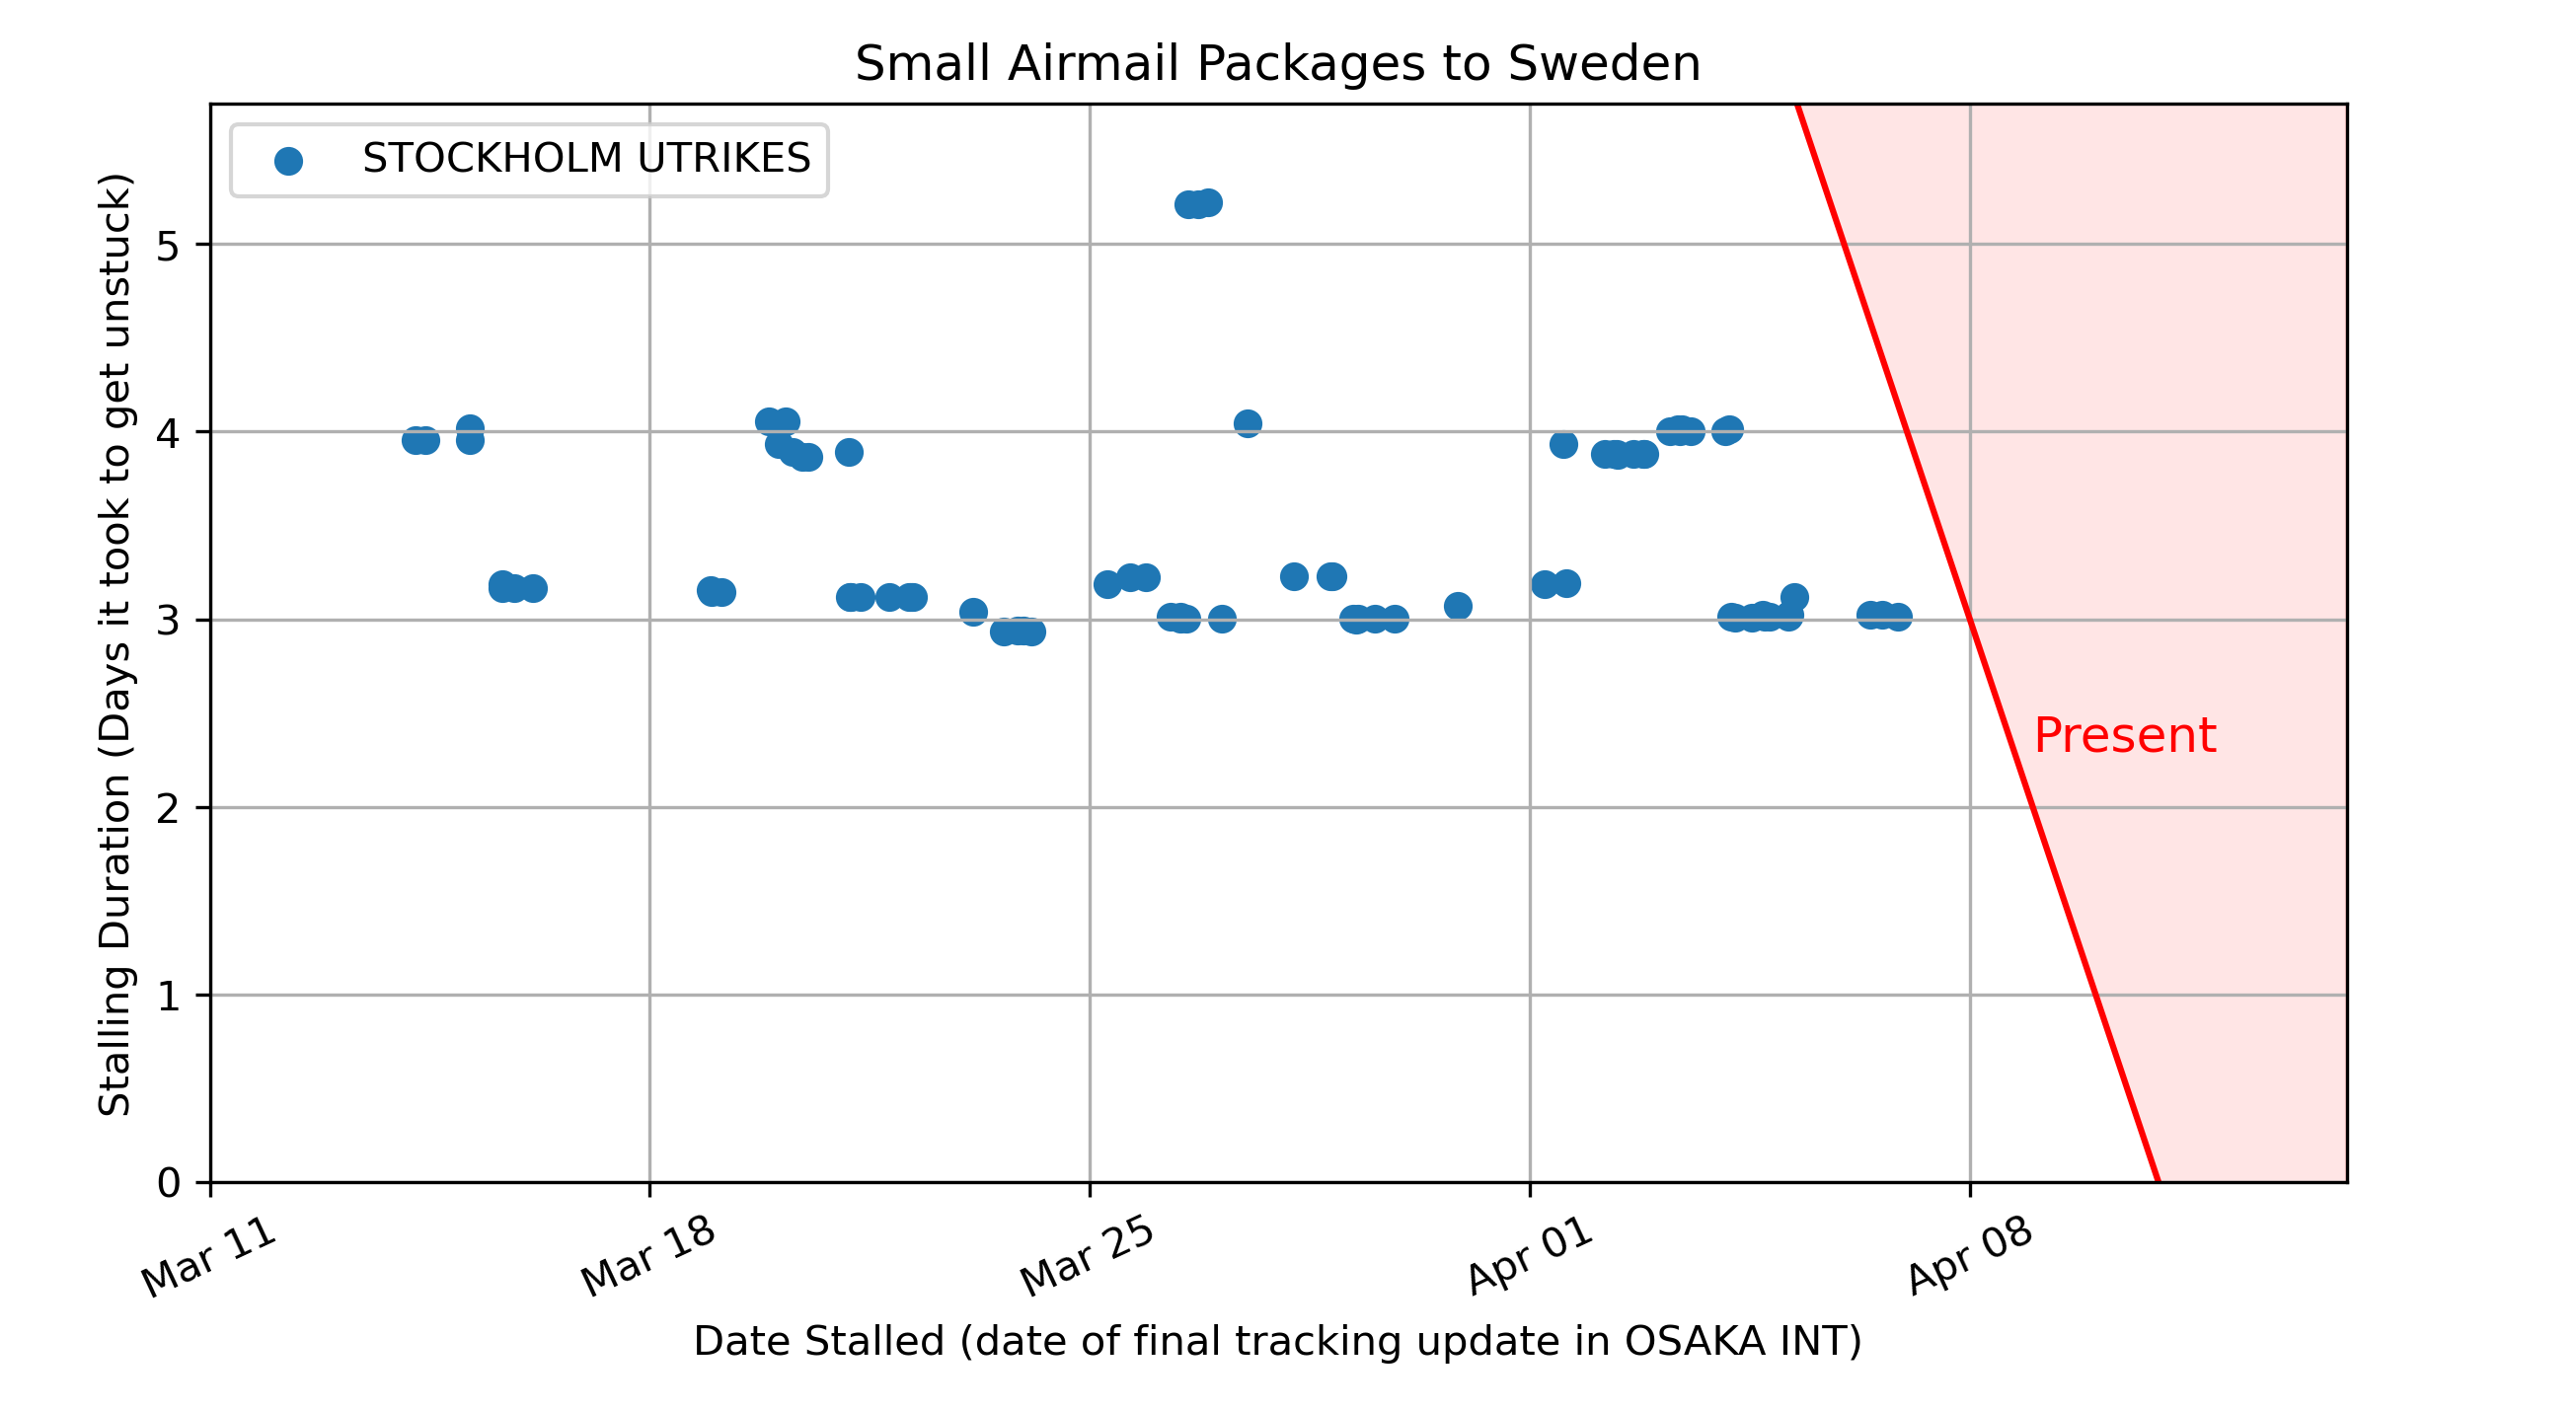 Small Airmail Packages to Sweden
STOCKHOLM UTRIKES
Stalling Duration (Days it took to get unstuck)
5
4
3
2
1
0
Present
Mar 11
Mar 18
Mar 25
Apr 01
Apr 08
Date Stalled (date of final tracking update in OSAKA INT)